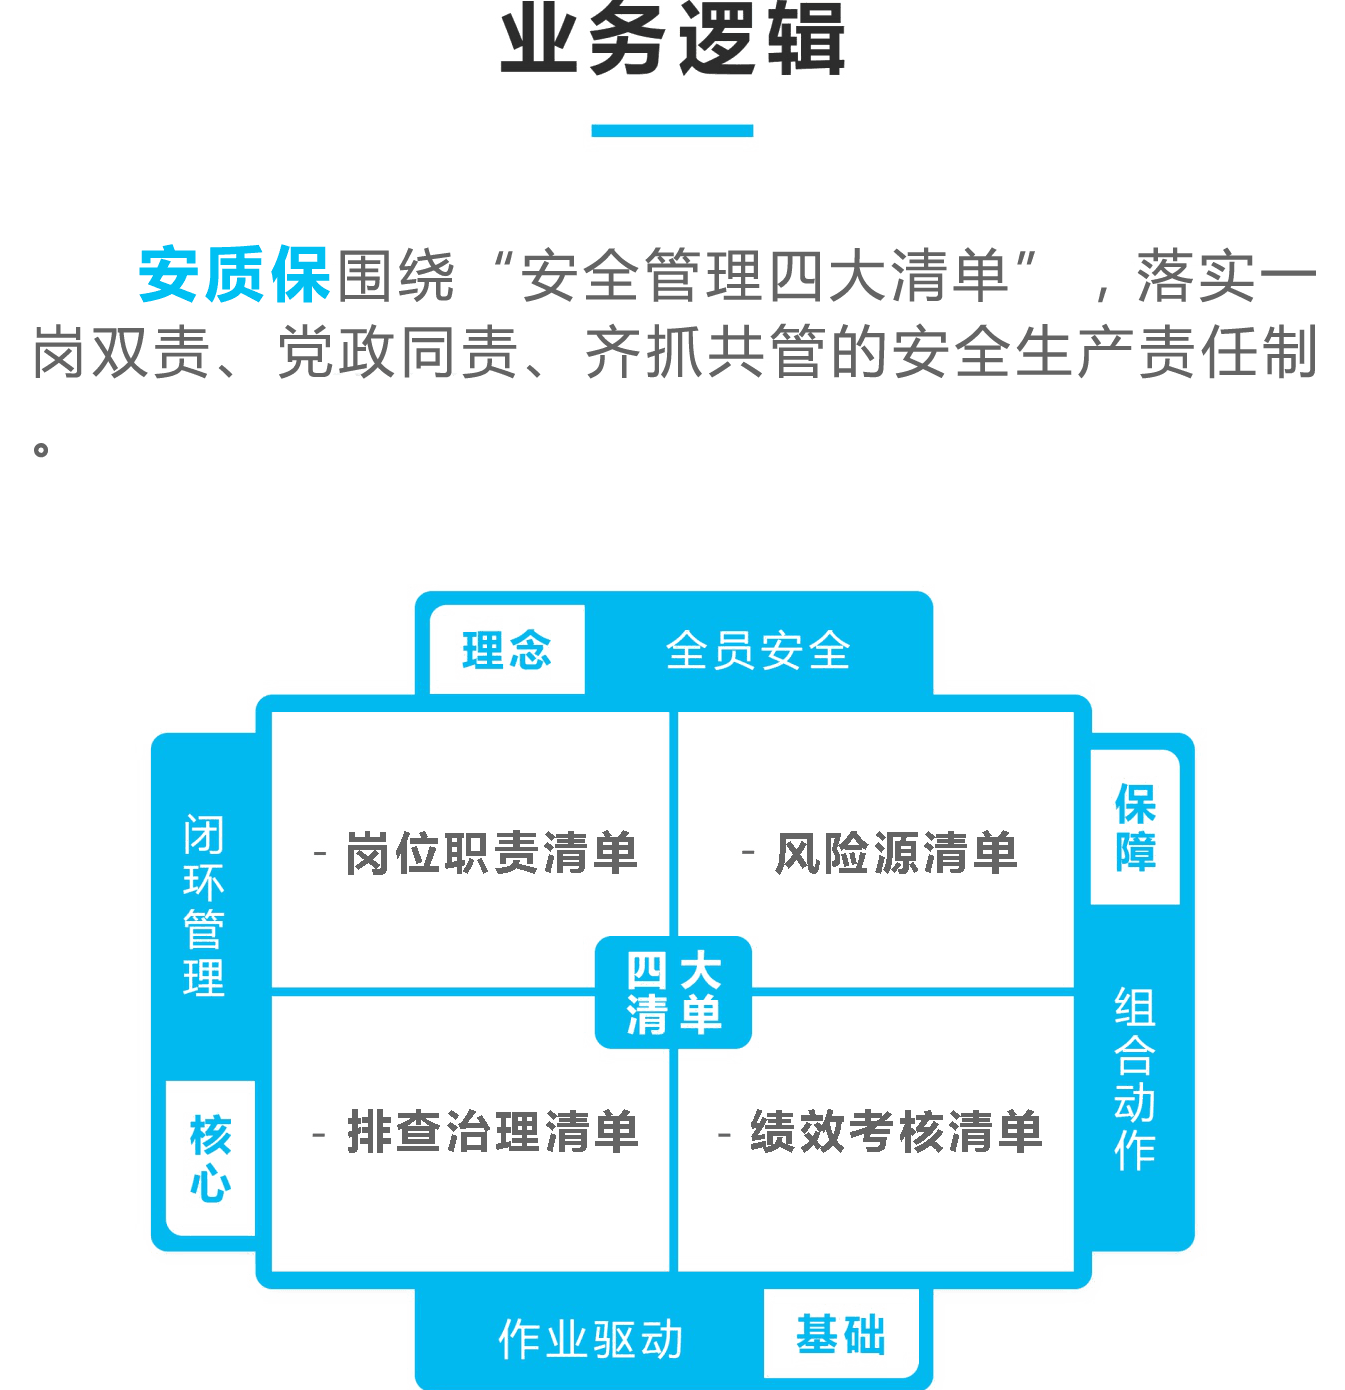 业务逻辑
安质保围绕“安全管理四大清单”，落实一
岗双责、党政同责、齐抓共管的安全生产责任制
。
理念 全员安全
闭环管理
核心
- 岗位职责清单
- 风险源清单
四大
清单
- 排查治理清单
- 绩效考核清单
保障
组合动作
作业驱动 基础